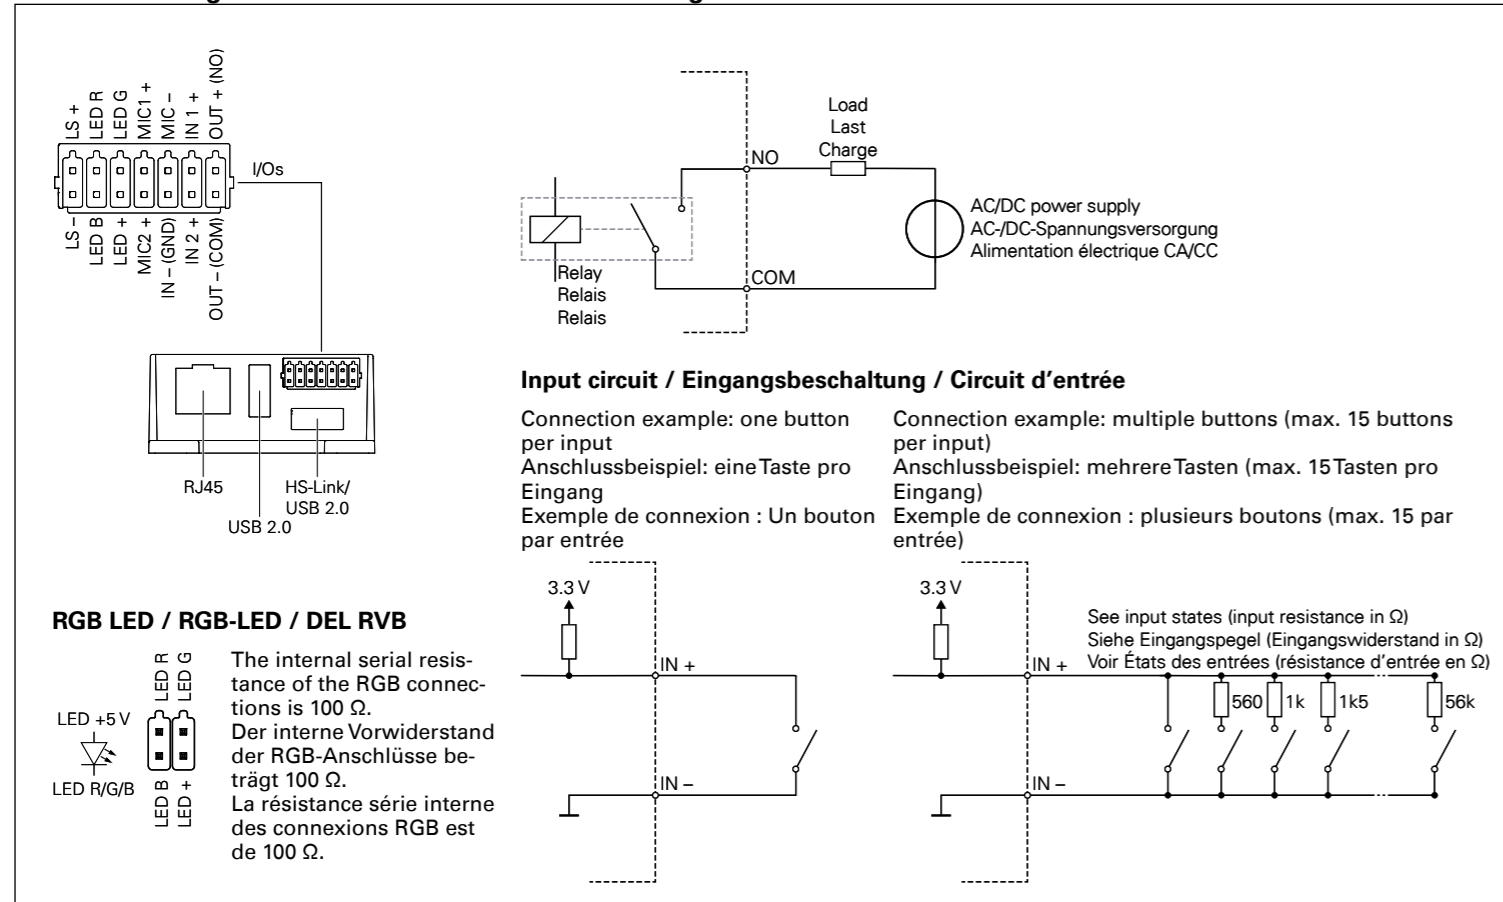 LS +
LED R
LED G
MIC1 +
MIC –
IN 1 +
OUT + (NO)
I/Os
LS –
LED B
LED +
MIC2 +
IN – (GND)
IN 2 +
OUT – (COM)
RJ45
USB 2.0
HS-Link/
USB 2.0
Load
Last
Charge
NO
AC/DC power supply
AC-/DC-Spannungsversorgung
Alimentation électrique CA/CC
COM
Relay
Relais
Relais
Input circuit / Eingangsbeschaltung / Circuit d’entrée
Connection example: one button
per input
Anschlussbeispiel: eine Taste pro
Eingang
Exemple de connexion : Un bouton
par entrée
Connection example: multiple buttons (max. 15 buttons
per input)
Anschlussbeispiel: mehrere Tasten (max. 15 Tasten pro
Eingang)
Exemple de connexion : plusieurs boutons (max. 15 par
entrée)
3.3 V
IN +
IN –
3.3 V
See input states (input resistance in Ω)
Siehe Eingangspegel (Eingangswiderstand in Ω)
Voir États des entrées (résistance d’entrée en Ω)
IN +
560
1k
1k5
56k
IN –
RGB LED / RGB-LED / DEL RVB
LED R
LED G
LED +5 V
LED R/G/B
LED B
LED +
The internal serial resis-
tance of the RGB connec-
tions is 100 Ω.
Der interne Vorwiderstand
der RGB-Anschlüsse be-
trägt 100 Ω.
La résistance série interne
des connexions RGB est
de 100 Ω.